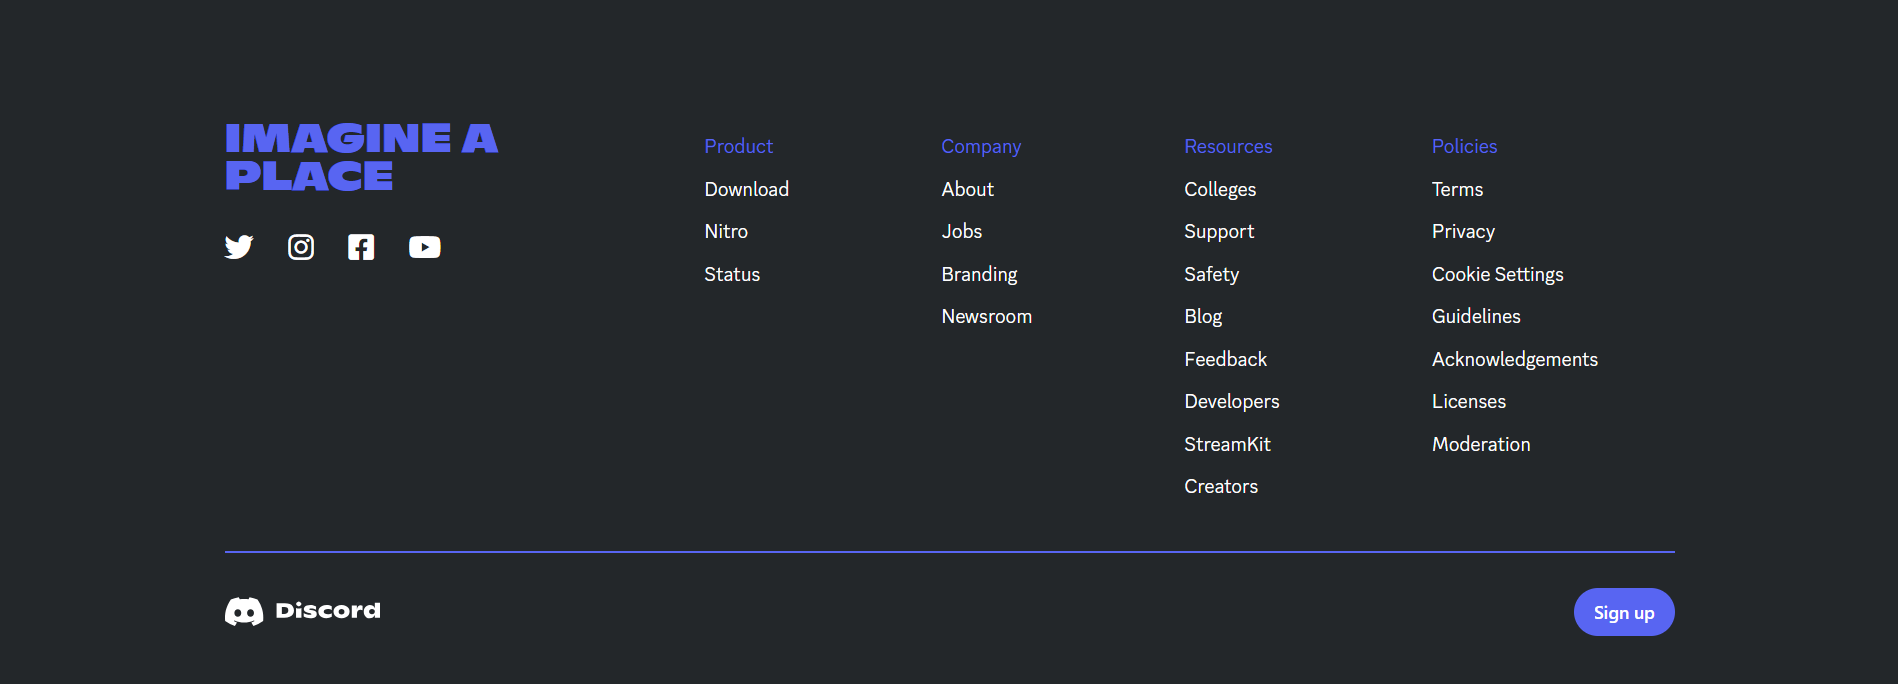 IMAGINE A
PLACE
Product
Download
Nitro
Status
Company
About
Jobs
Branding
Newsroom
Resources
Colleges
Support
Safety
Blog
Feedback
Developers
StreamKit
Creators
Policies
Terms
Privacy
Cookie Settings
Guidelines
Acknowledgements
Licenses
Moderation
Discord
Sign up